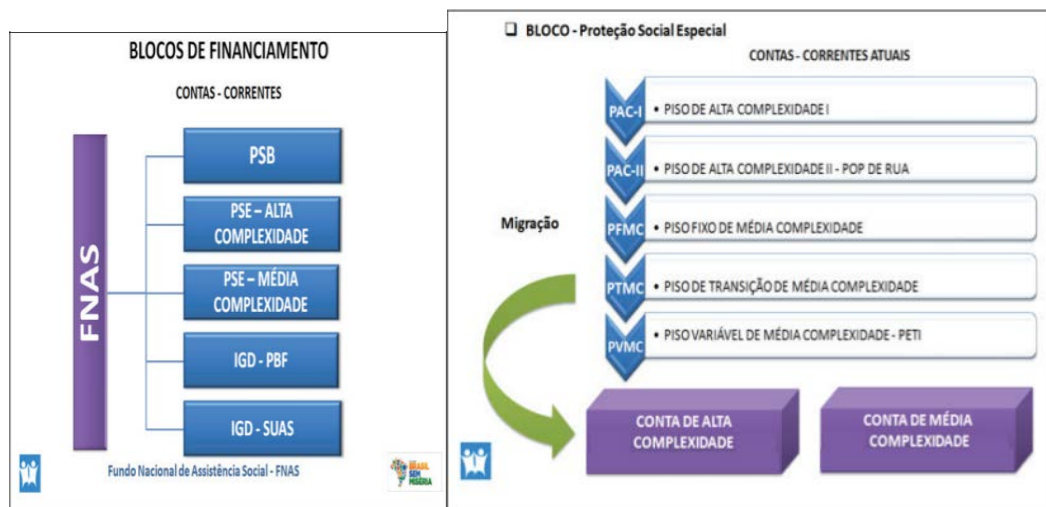 BLOCOS DE FINANCIAMENTO
CONTAS - CORRENTES
FNAS
PSB
PSE – ALTA
COMPLEXIDADE
PSE – MÉDIA
COMPLEXIDADE
IGD - PBF
IGD - SUAS
Fundo Nacional de Assistência Social - FNAS
BRASIL
SEM
MISÉRIA
BLOCO - Proteção Social Especial
CONTAS - CORRENTES ATUAIS
PAC-I
• PISO DE ALTA COMPLEXIDADE I
PAC-II
• PISO DE ALTA COMPLEXIDADE II - POP DE RUA
Migração
PFMC
• PISO FIXO DE MÉDIA COMPLEXIDADE
PTMC
• PISO DE TRANSIÇÃO DE MÉDIA COMPLEXIDADE
PVMC
• PISO VARIÁVEL DE MÉDIA COMPLEXIDADE - PETI
CONTA DE ALTA
COMPLEXIDADE
CONTA DE MÉDIA
COMPLEXIDADE